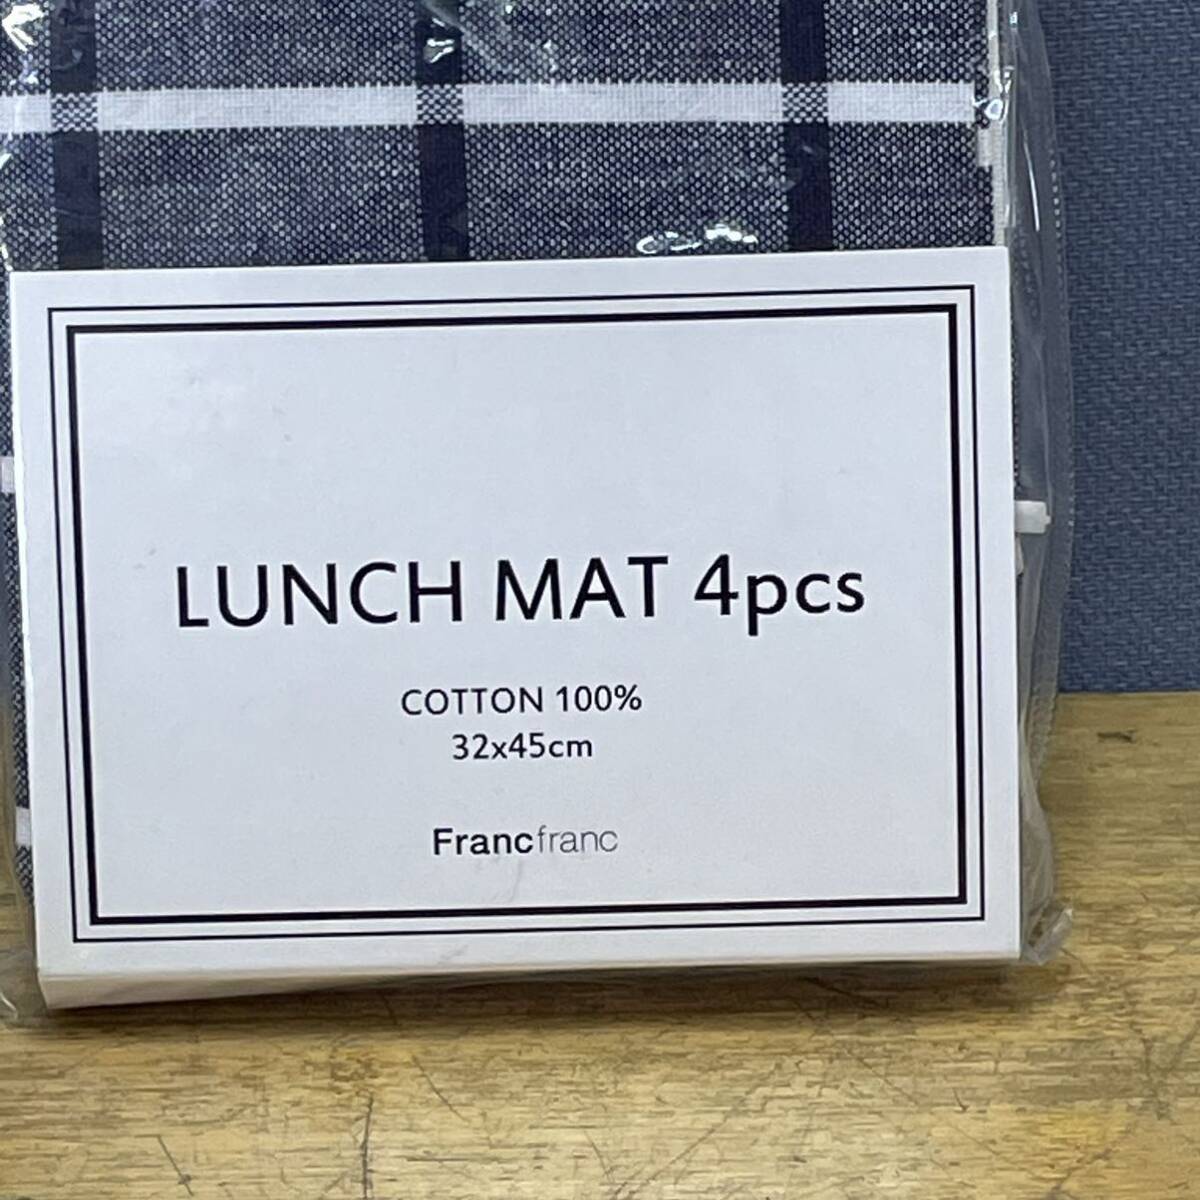 LUNCH MAT 4pcs
COTTON 100%
32x45cm
Francfranc